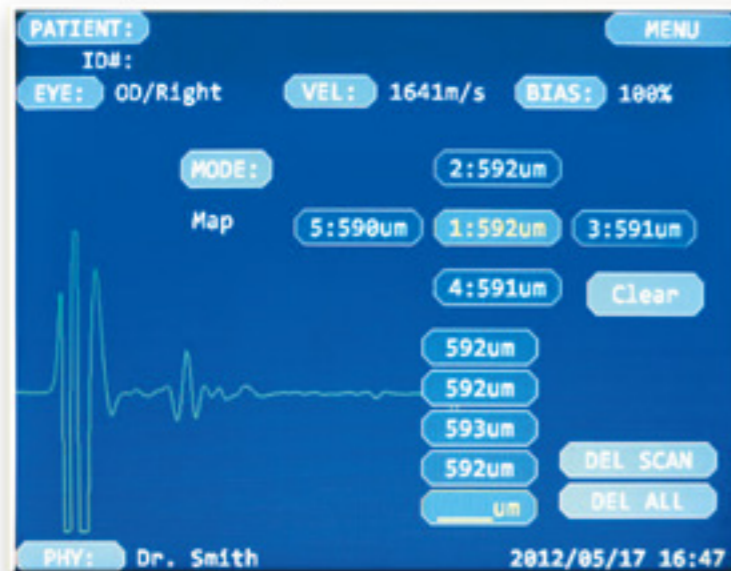 PATIENT: MENU
ID#:
EYE: OD/Right VEL: 1641m/s BIAS: 100%
MODE: 2:592um
Map 5:590um 1:592um 3:591um
4:591um Clear
592um
592um
593um
592um DEL SCAN
_____um DEL ALL
PHY: Dr. Smith 2012/05/17 16:47